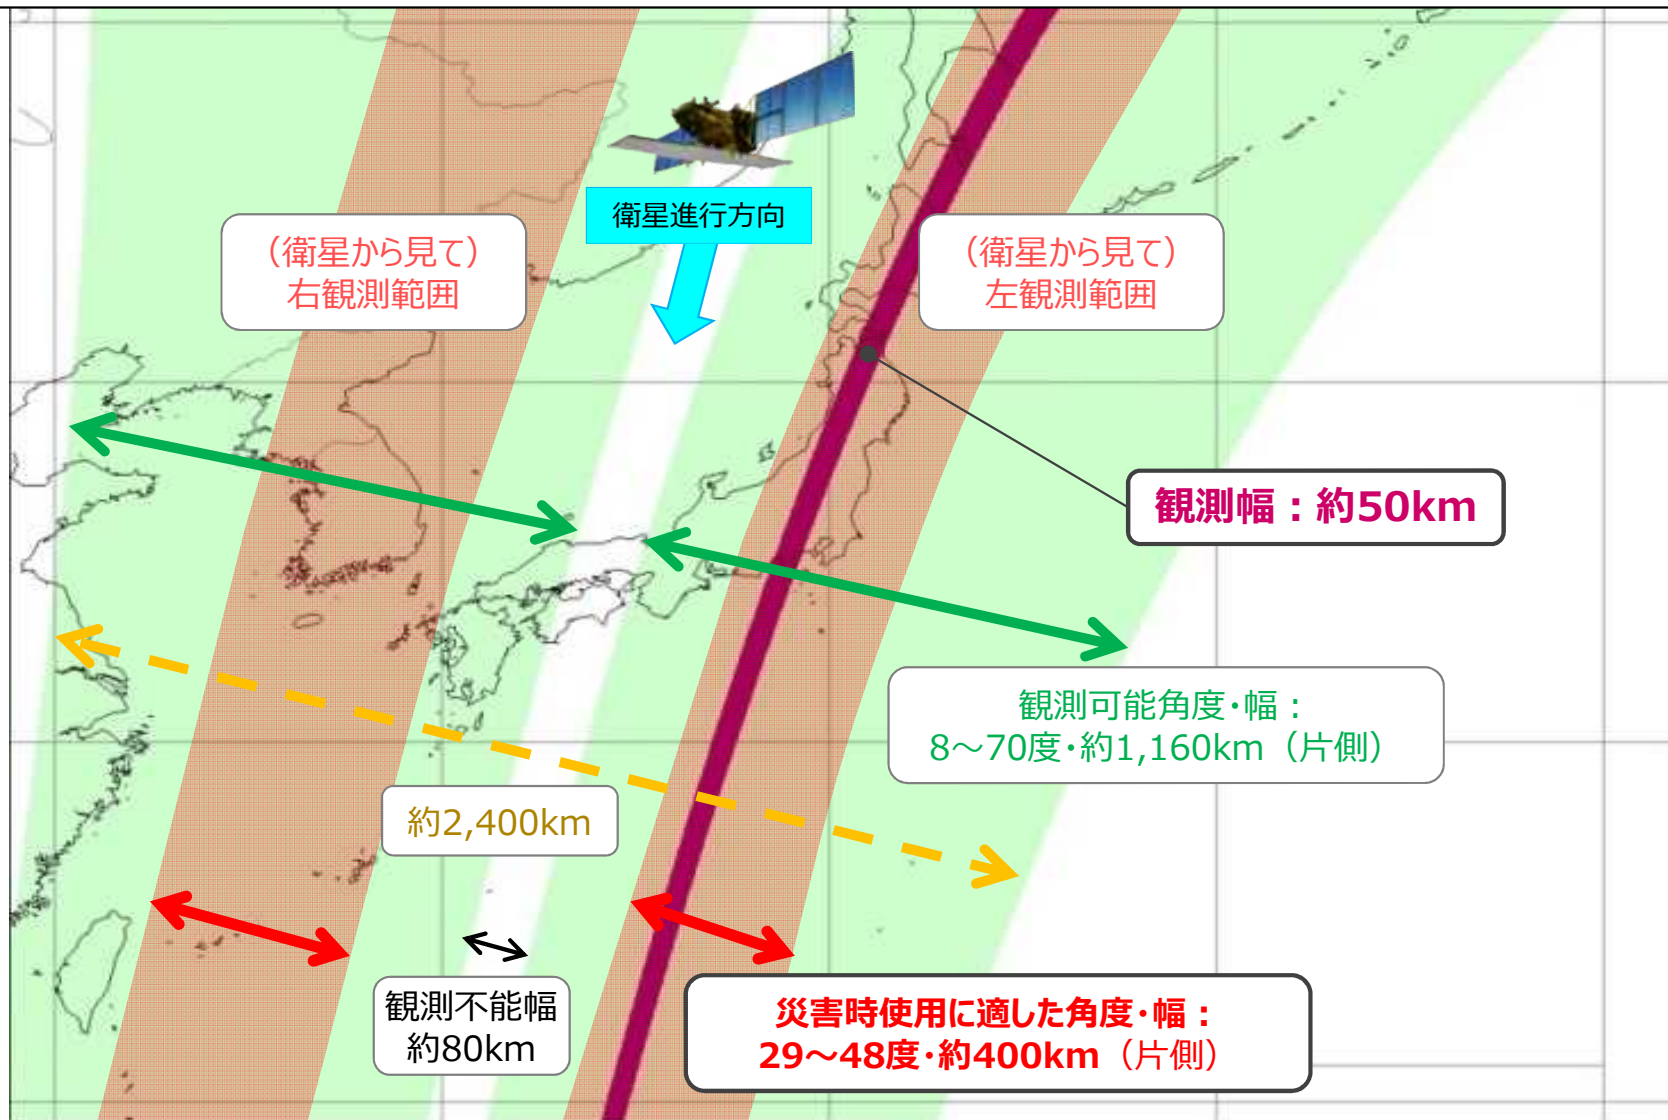 衛星進行方向
（衛星から見て）
右観測範囲
（衛星から見て）
左観測範囲
観測幅：約50km
観測可能角度・幅：
8～70度・約1,160km（片側）
約2,400km
観測不能幅
約80km
災害時使用に適した角度・幅：
29～48度・約400km（片側）